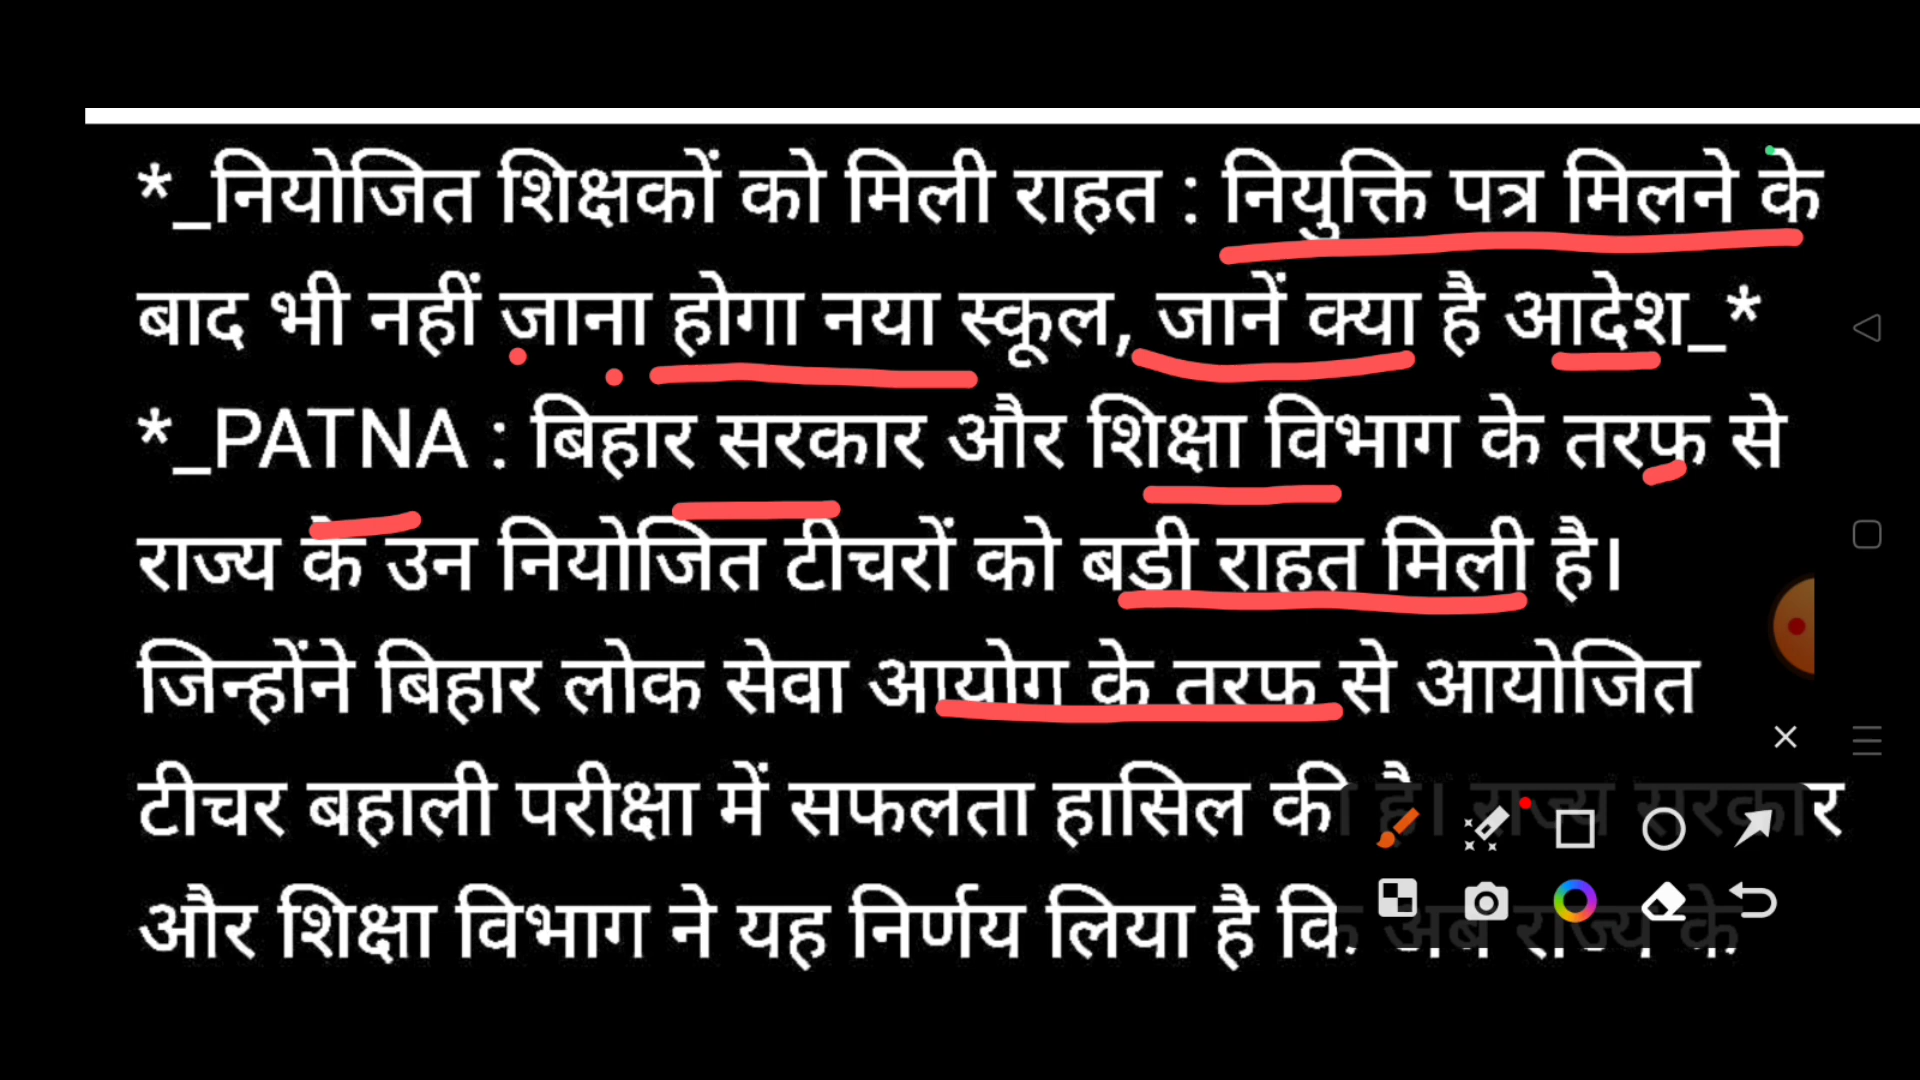 *_नियोजित शिक्षकों को मिली राहत : नियुक्ति पत्र मिलने के
बाद भी नहीं जाना होगा नया स्कूल, जानें क्या है आदेश_*
*_PATNA : बिहार सरकार और शिक्षा विभाग के तरफ से
राज्य के उन नियोजित टीचरों को बडी राहत मिली है।
जिन्होंने बिहार लोक सेवा आयोग के तरफ से आयोजित
टीचर बहाली परीक्षा में सफलता हासिल की है। राज्य सरकार
और शिक्षा विभाग ने यह निर्णय लिया है कि अब राज्य के